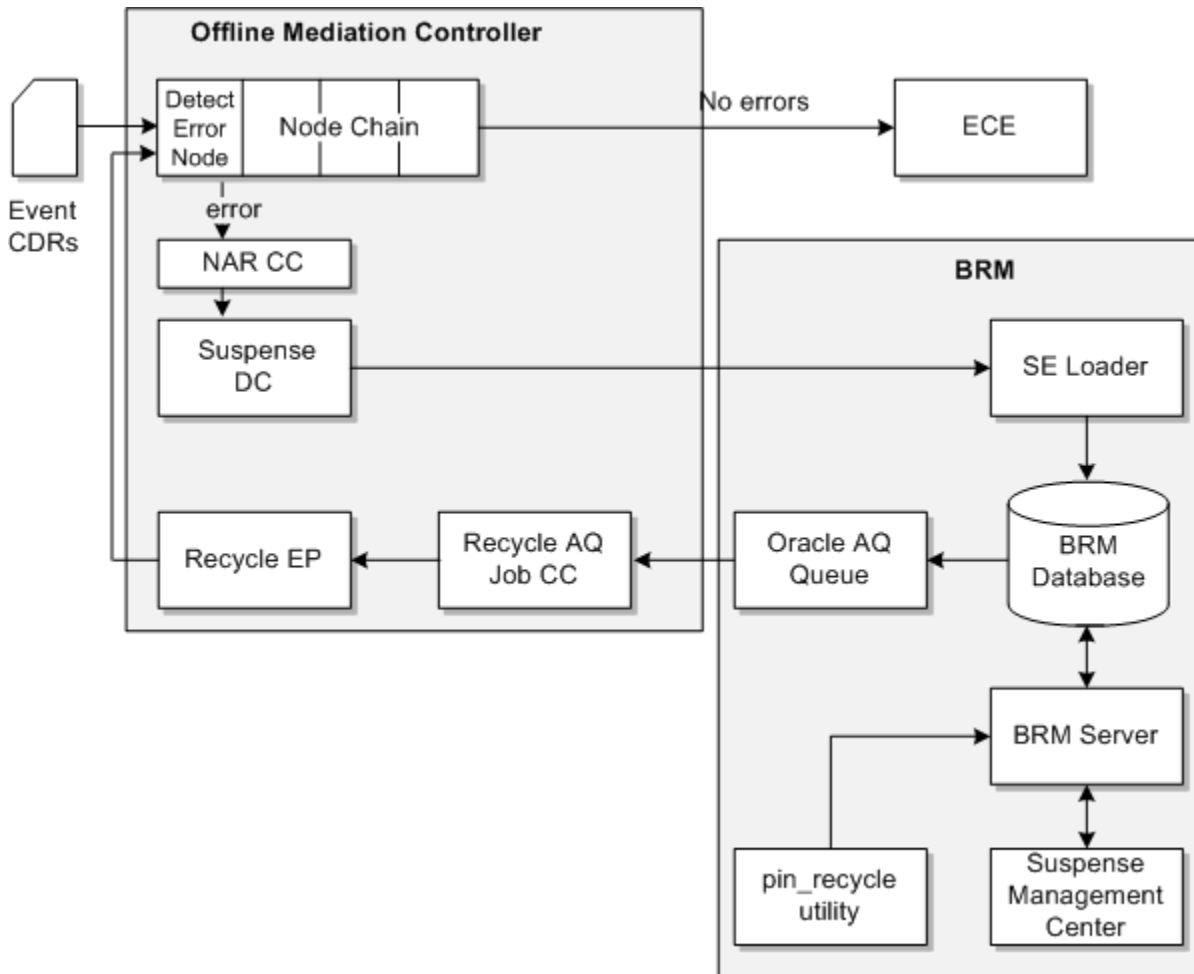 Offline Mediation Controller
Detect
Error
Node
Node Chain
No errors
ECE
Event
CDRs
error
NAR CC
BRM
Suspense
DC
SE Loader
Recycle EP
Recycle AQ
Job CC
Oracle AQ
Queue
BRM
Database
BRM Server
pin_recycle
utility
Suspense
Management
Center